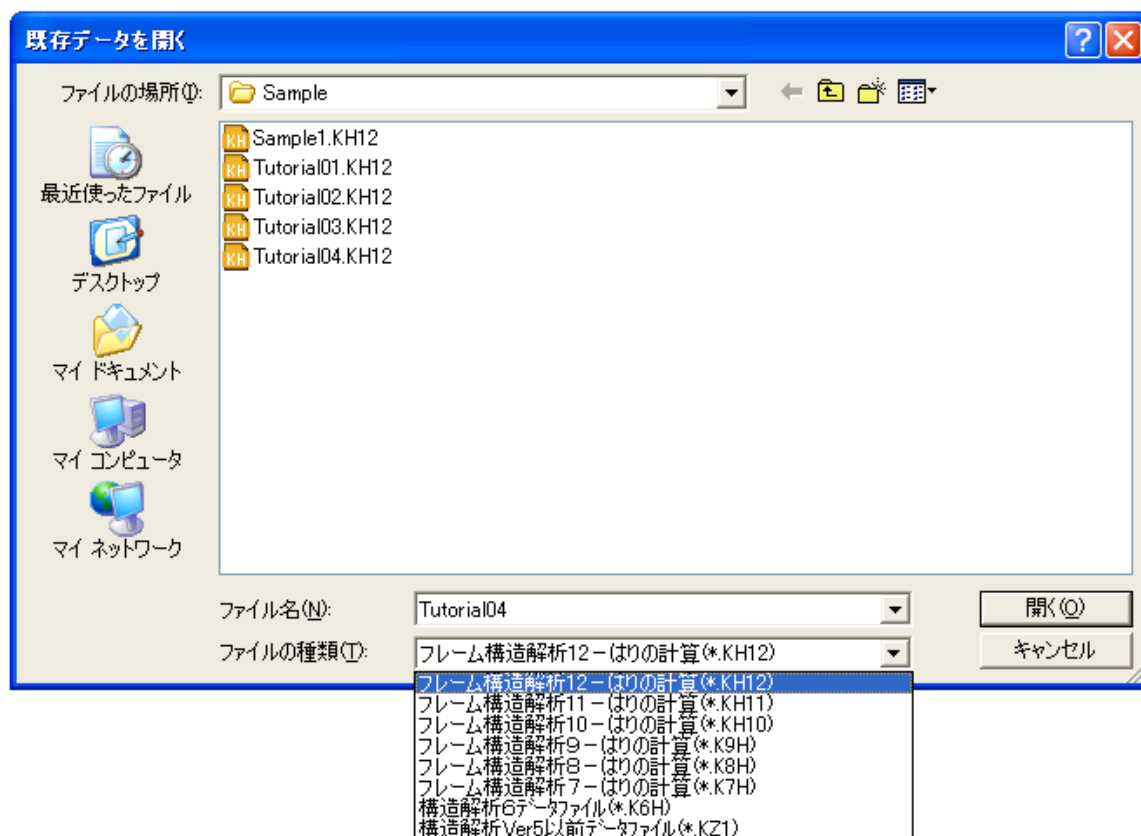 既存データを開く
ファイルの場所(I):
Sample
Sample1.KH12
Tutorial01.KH12
Tutorial02.KH12
Tutorial03.KH12
Tutorial04.KH12
最近使ったファイル
デスクトップ
マイ ドキュメント
マイ コンピュータ
マイ ネットワーク
ファイル名(N):
Tutorial04
開く(O)
ファイルの種類(T):
フレーム構造解析12-はりの計算(*.KH12)
キャンセル
フレーム構造解析12-はりの計算(*.KH12)
フレーム構造解析11-はりの計算(*.KH11)
フレーム構造解析10-はりの計算(*.KH10)
フレーム構造解析9-はりの計算(*.K9H)
フレーム構造解析8-はりの計算(*.K8H)
フレーム構造解析7-はりの計算(*.K7H)
構造解析6データファイル(*.K6H)
構造解析Ver5以前データファイル(*.KZ1)